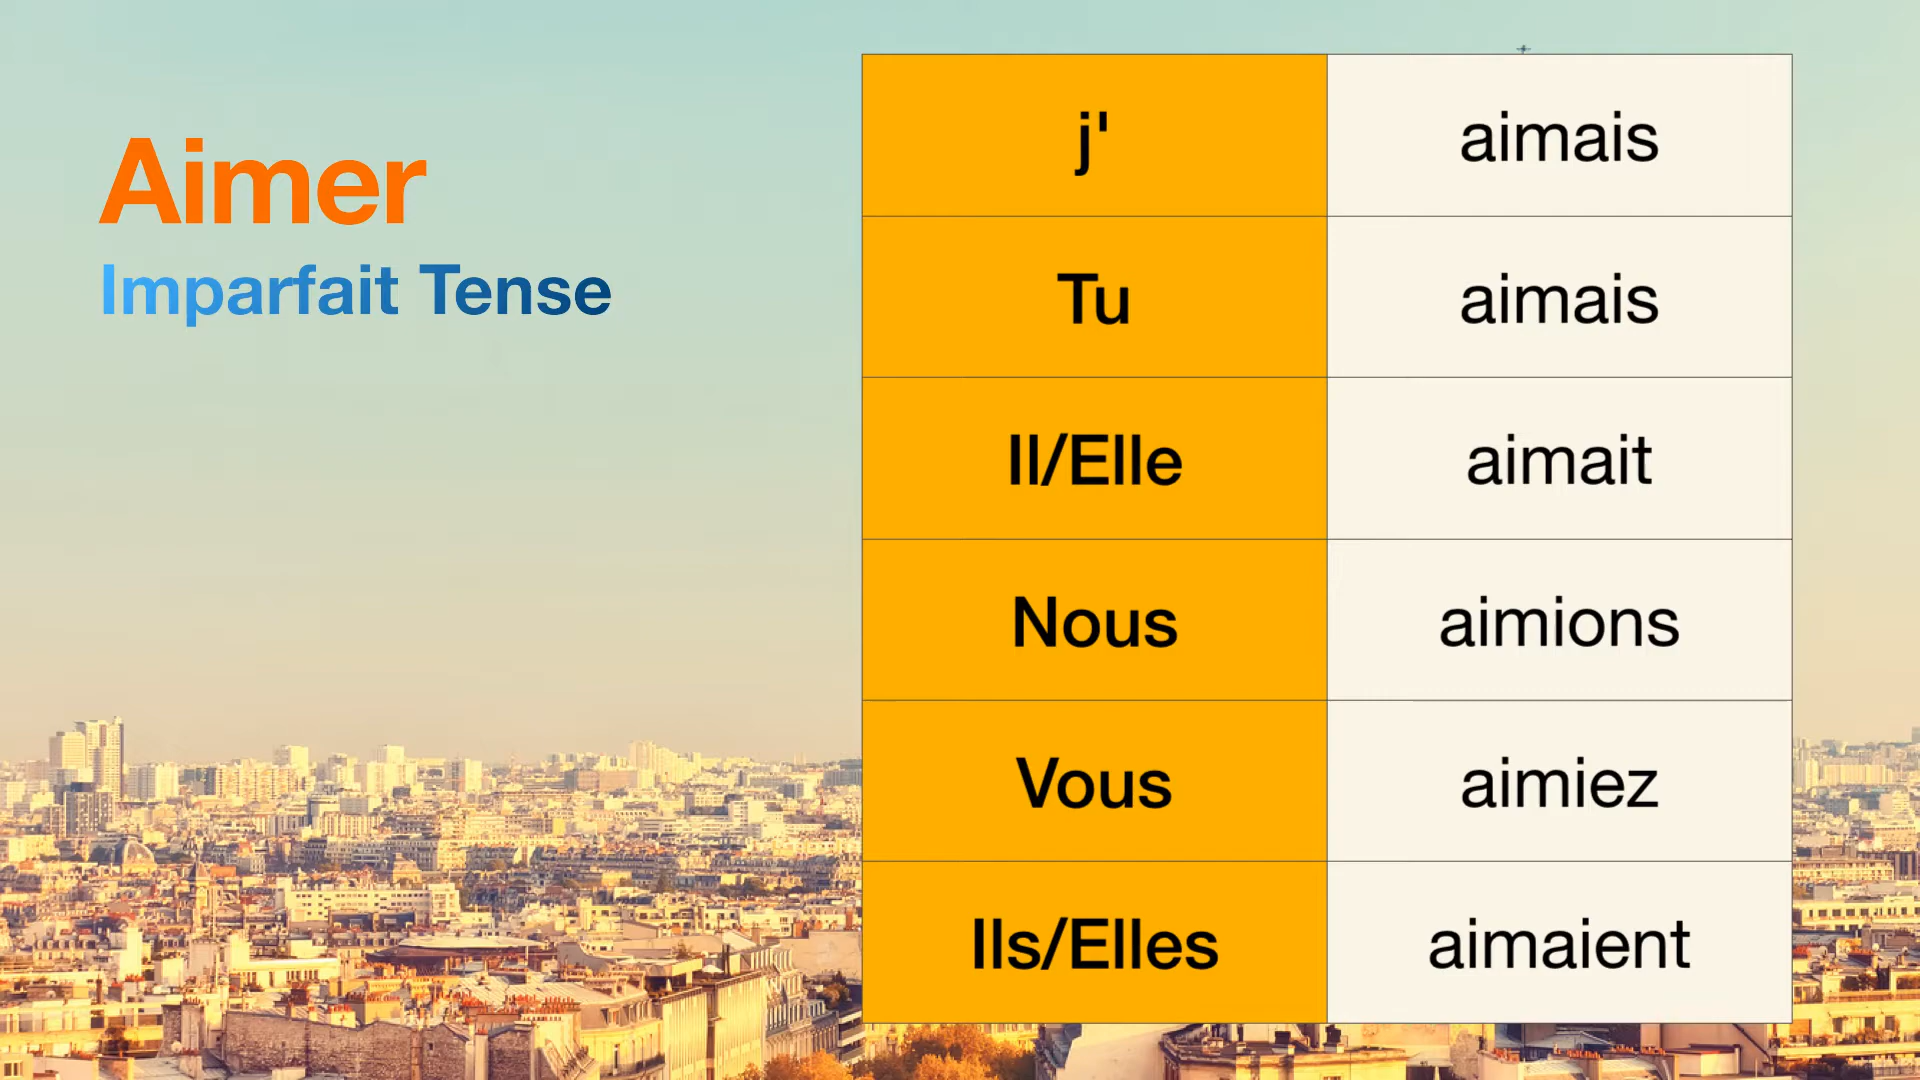 Aimer
Imparfait Tense
j' aimais
Tu aimais
Il/Elle aimait
Nous aimions
Vous aimiez
Ils/Elles aimaient